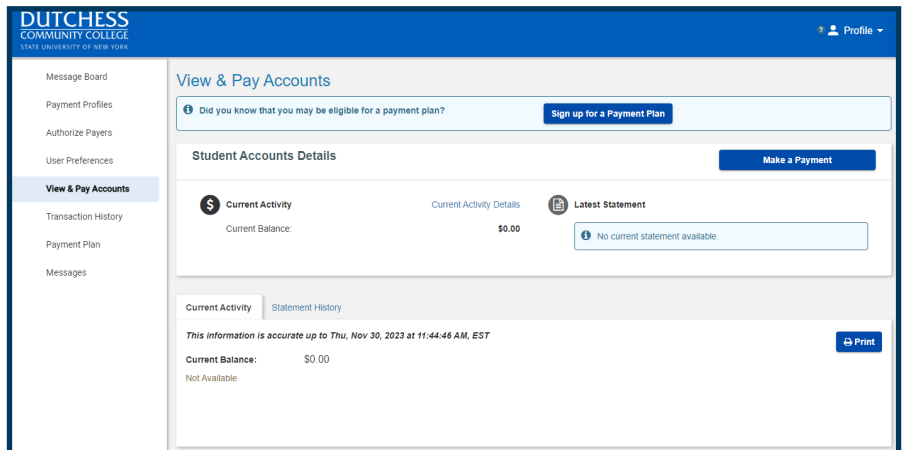 DUTCHESS
COMMUNITY COLLEGE
STATE UNIVERSITY OF NEW YORK
? Profile
Message Board
Payment Profiles
Authorize Payers
User Preferences
View & Pay Accounts
Transaction History
Payment Plan
Messages
View & Pay Accounts
Did you know that you may be eligible for a payment plan?
Sign up for a Payment Plan
Student Accounts Details
Make a Payment
$ Current Activity
Current Activity Details
Current Balance:
$0.00
Latest Statement
No current statement available.
Current Activity
Statement History
This information is accurate up to Thu, Nov 30, 2023 at 11:44:46 AM, EST
Print
Current Balance: $0.00
Not Available